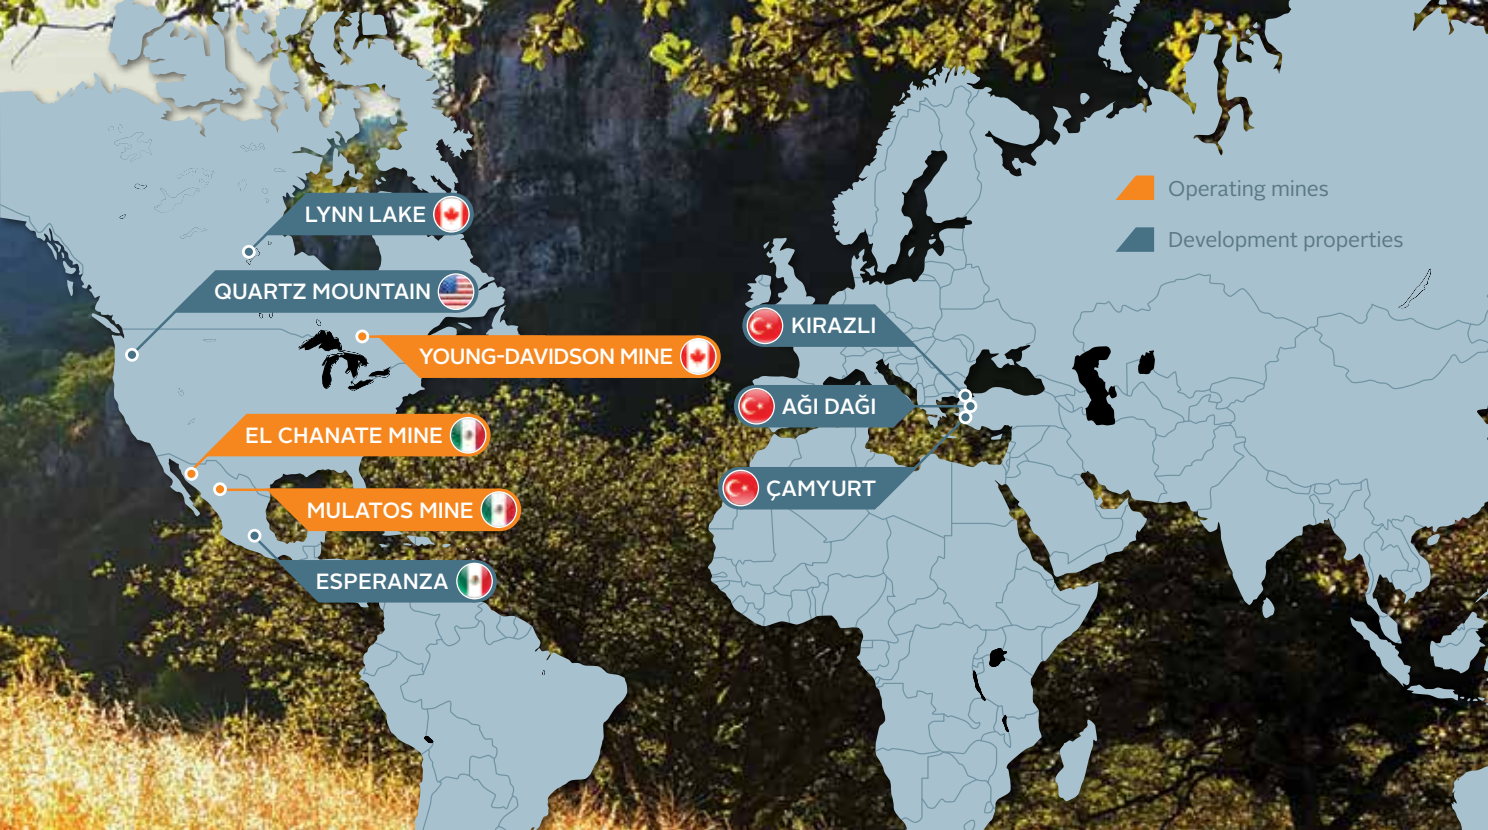 LYNN LAKE
QUARTZ MOUNTAIN
YOUNG-DAVIDSON MINE
EL CHANATE MINE
MULATOS MINE
ESPERANZA
KIRAZLI
AĞI DAĞI
ÇAMYURT
Operating mines
Development properties